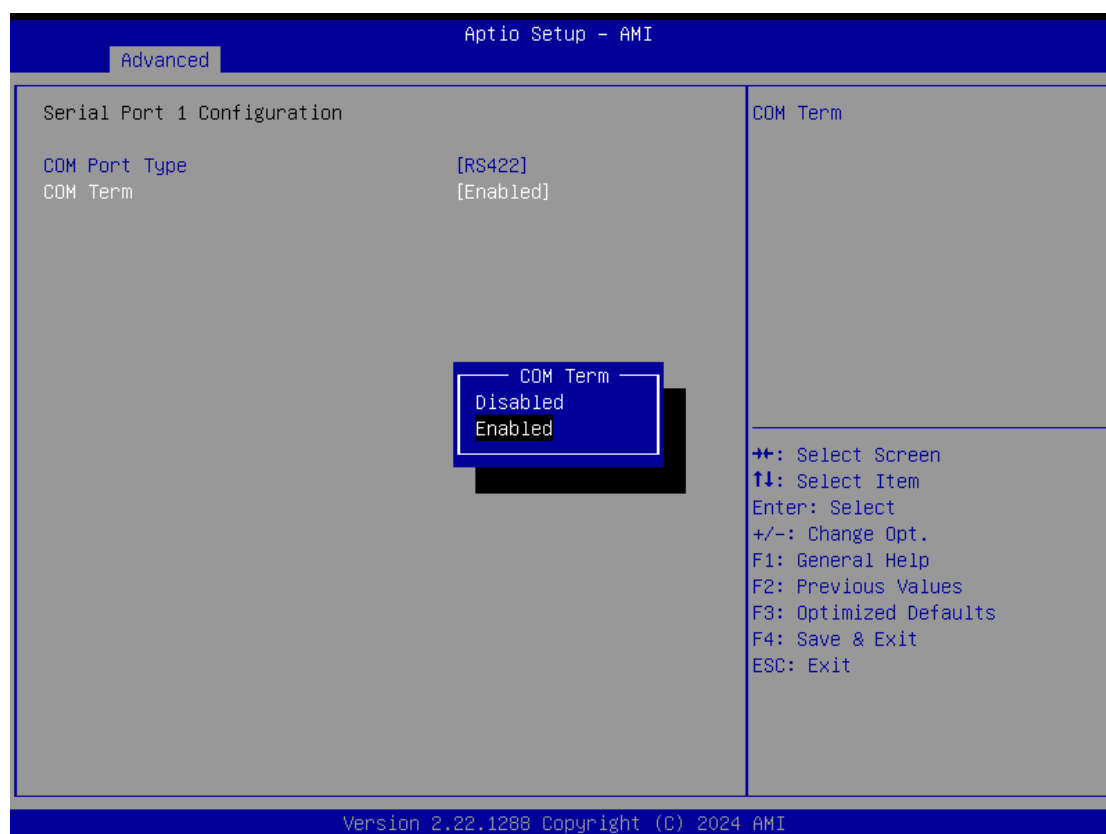 Aptio Setup – AMI
Advanced
Serial Port 1 Configuration
COM Port Type [RS422]
COM Term [Enabled]
COM Term
Disabled
Enabled
COM Term
→←: Select Screen
↑↓: Select Item
Enter: Select
+/-: Change Opt.
F1: General Help
F2: Previous Values
F3: Optimized Defaults
F4: Save & Exit
ESC: Exit
Version 2.22.1288 Copyright (C) 2024 AMI